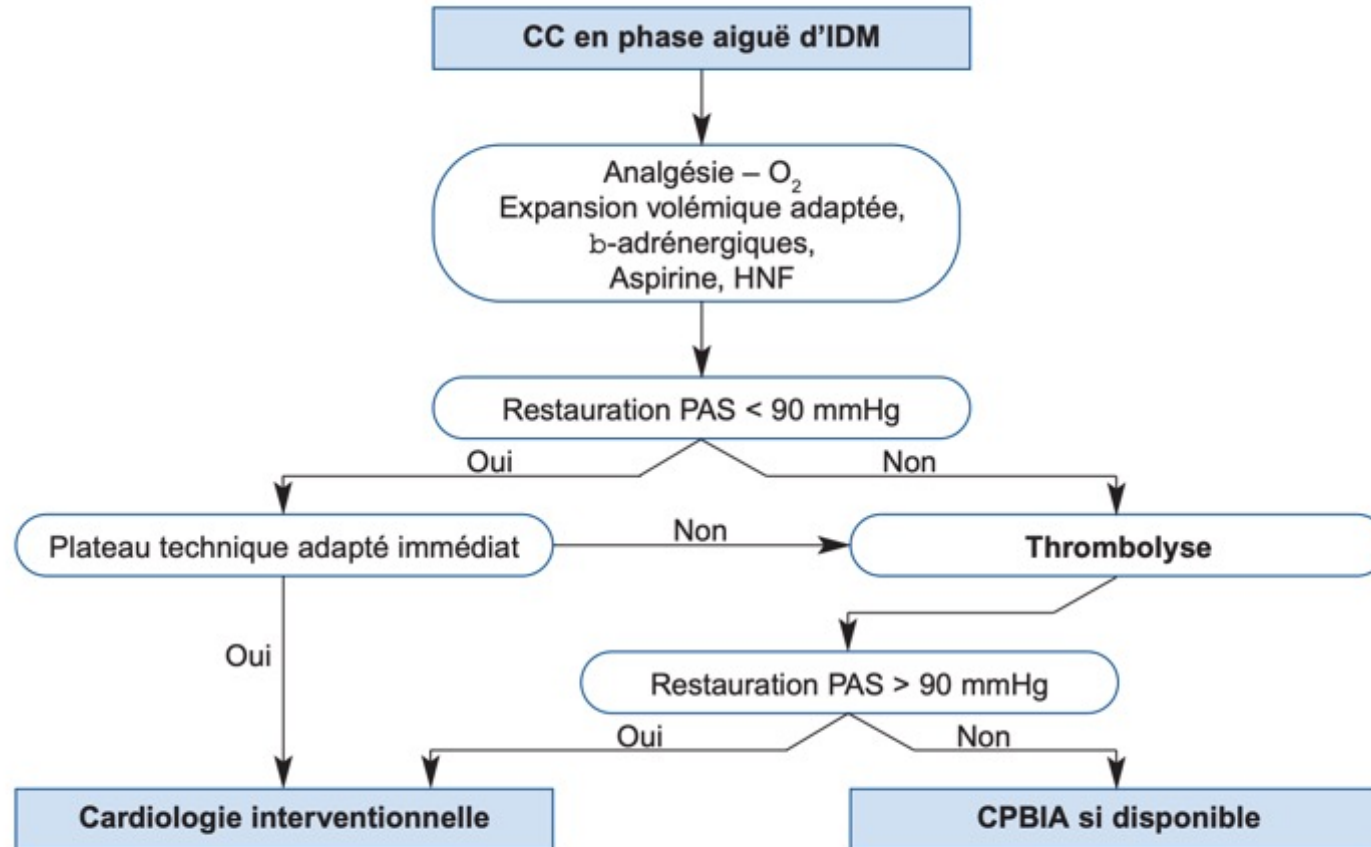 CC en phase aiguë d’IDM
Analgésie – O₂
Expansion volémique adaptée,
b-adrénergiques,
Aspirine, HNF
Restauration PAS < 90 mmHg
Oui
Non
Plateau technique adapté immédiat
Non
Thrombolyse
Oui
Restauration PAS > 90 mmHg
Oui
Non
Cardiologie interventionnelle
CPBIA si disponible